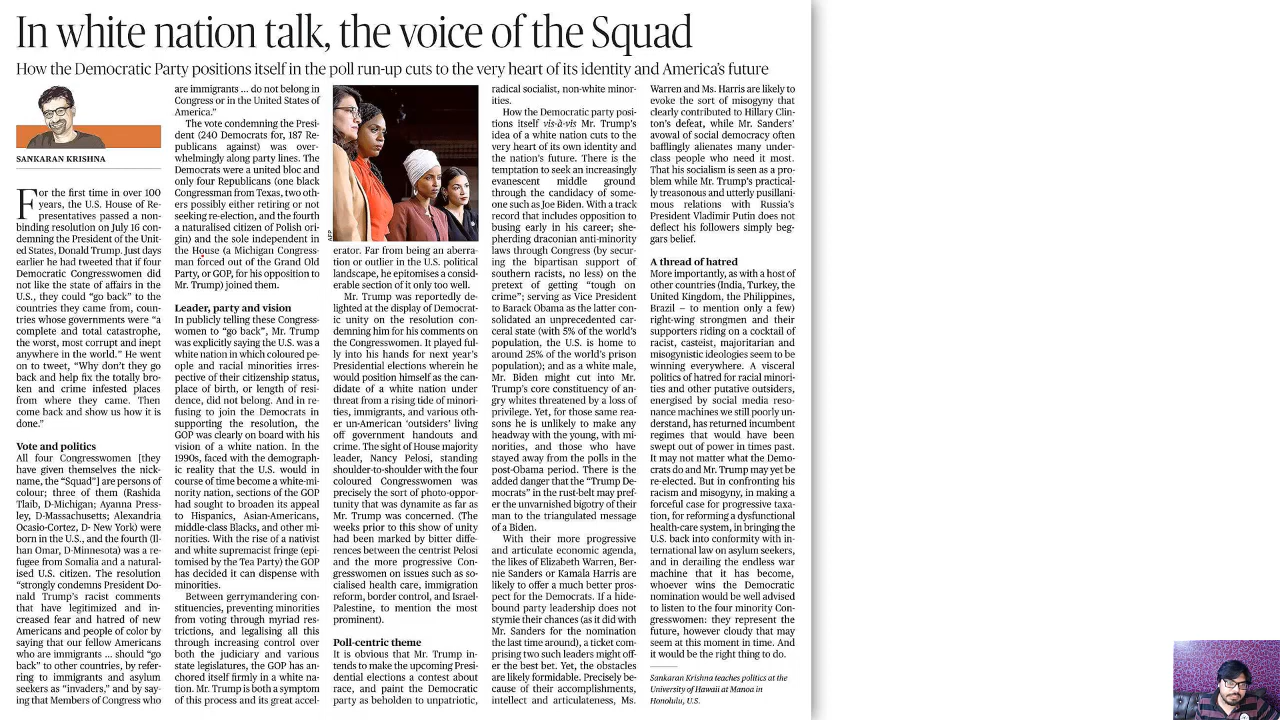 In white nation talk, the voice of the Squad
How the Democratic Party positions itself in the poll run-up cuts to the very heart of its identity and America's future
SANKARAN KRISHNA
For the first time in over 100
years, the U.S. House of Re-
presentatives passed a non-
binding resolution on July 16 con-
demning the President of the Unit-
ed States, Donald Trump. Just days
earlier he had tweeted that if four
Democratic Congresswomen did
not like the state of affairs in the
U.S., they could "go back" to the
countries they came from, coun-
tries whose governments were "a
complete and total catastrophe,
the worst, most corrupt and inept
anywhere in the world." He went
on to tweet, "Why don't they go
back and help fix the totally bro-
ken and crime infested places
from where they came. Then
come back and show us how it is
done."
Vote and politics
All four Congresswomen [they
have given themselves the nick-
name, the "Squad"] are persons of
colour; three of them (Rashida
Tlaib, D-Michigan; Ayanna Press-
ley, D-Massachusetts; Alexandria
Ocasio-Cortez, D- New York) were
born in the U.S., and the fourth (Il-
han Omar, D-Minnesota) was a re-
fugee from Somalia and a natural-
ised U.S. citizen. The resolution
"strongly condemns President Do-
nald Trump's racist comments
that have legitimized and in-
creased fear and hatred of new
Americans and people of color by
saying that our fellow Americans
who are immigrants ... should "go
back" to other countries, by refer-
ring to immigrants and asylum
seekers as "invaders," and by say-
ing that Members of Congress who
are immigrants ... do not belong in
Congress or in the United States of
America."
The vote condemning the Presi-
dent (240 Democrats for, 187 Re-
publicans against) was over-
whelmingly along party lines. The
Democrats were a united bloc and
only four Republicans (one black
Congressman from Texas, two oth-
ers possibly either retiring or not
seeking re-election, and the fourth
a naturalised citizen of Polish ori-
gin) and the sole independent in
the House (a Michigan Congress-
man forced out of the Grand Old
Party, or GOP, for his opposition to
Mr. Trump) joined them.
Leader, party and vision
In publicly telling these Congress-
women to "go back", Mr. Trump
was explicitly saying the U.S. was a
white nation in which coloured pe-
ople and racial minorities irres-
pective of their citizenship status,
place of birth, or length of resi-
dence, did not belong. And in re-
fusing to join the Democrats in
supporting the resolution, the
GOP was clearly on board with his
vision of a white nation. In the
1990s, faced with the demograph-
ic reality that the U.S. would in
course of time become a white-mi-
nority nation, sections of the GOP
had sought to broaden its appeal
to Hispanics, Asian-Americans,
middle-class Blacks, and other mi-
norities. With the rise of a nativist
and white supremacist fringe (epi-
tomised by the Tea Party) the GOP
has decided it can dispense with
minorities.
Between gerrymandering con-
stituencies, preventing minorities
from voting through myriad res-
trictions, and legalising all this
through increasing control over
both the judiciary and various
state legislatures, the GOP has an-
chored itself firmly in a white na-
tion. Mr. Trump is both a symptom
of this process and its great accel-
AFP
erator. Far from being an aberra-
tion or outlier in the U.S. political
landscape, he epitomises a consid-
erable section of it only too well.
Mr. Trump was reportedly de-
lighted at the display of Democrat-
ic unity on the resolution con-
demning him for his comments on
the Congresswomen. It played ful-
ly into his hands for next year's
Presidential elections wherein he
would position himself as the can-
didate of a white nation under
threat from a rising tide of minori-
ties, immigrants, and various oth-
er un-American 'outsiders' living
off government handouts and
crime. The sight of House majority
leader, Nancy Pelosi, standing
shoulder-to-shoulder with the four
coloured Congresswomen was
precisely the sort of photo-oppor-
tunity that was dynamite as far as
Mr. Trump was concerned. (The
weeks prior to this show of unity
had been marked by bitter diffe-
rences between the centrist Pelosi
and the more progressive Con-
gresswomen on issues such as so-
cialised health care, immigration
reform, border control, and Israel-
Palestine, to mention the most
prominent).
Poll-centric theme
It is obvious that Mr. Trump in-
tends to make the upcoming Presi-
dential elections a contest about
race, and paint the Democratic
party as beholden to unpatriotic,
radical socialist, non-white minor-
ities.
How the Democratic party posi-
tions itself vis-à-vis Mr. Trump's
idea of a white nation cuts to the
very heart of its own identity and
the nation's future. There is the
temptation to seek an increasingly
evanescent middle ground
through the candidacy of some-
one such as Joe Biden. With a track
record that includes opposition to
busing early in his career; she-
pherding draconian anti-minority
laws through Congress (by secur-
ing the bipartisan support of
southern racists, no less) on the
pretext of getting "tough on
crime"; serving as Vice President
to Barack Obama as the latter con-
solidated an unprecedented car-
ceral state (with 5% of the world's
population, the U.S. is home to
around 25% of the world's prison
population); and as a white male,
Mr. Biden might cut into Mr.
Trump's core constituency of an-
gry whites threatened by a loss of
privilege. Yet, for those same rea-
sons he is unlikely to make any
headway with the young, with mi-
norities, and those who have
stayed away from the polls in the
post-Obama period. There is the
added danger that the "Trump De-
mocrats" in the rust-belt may pref-
er the unvarnished bigotry of their
man to the triangulated message
of a Biden.
With their more progressive
and articulate economic agenda,
the likes of Elizabeth Warren, Ber-
nie Sanders or Kamala Harris are
likely to offer a much better pros-
pect for the Democrats. If a hide-
bound party leadership does not
stymie their chances (as it did with
Mr. Sanders for the nomination
the last time around), a ticket com-
prising two such leaders might off-
er the best bet. Yet, the obstacles
are likely formidable. Precisely be-
cause of their accomplishments,
intellect and articulateness, Ms.
Warren and Ms. Harris are likely to
evoke the sort of misogyny that
clearly contributed to Hillary Clin-
ton's defeat, while Mr. Sanders'
avowal of social democracy often
bafflingly alienates many under-
class people who need it most.
That his socialism is seen as a pro-
blem while Mr. Trump's practical-
ly treasonous and utterly pusillani-
mous relations with Russia's
President Vladimir Putin does not
deflect his followers simply beg-
gars belief.
A thread of hatred
More importantly, as with a host of
other countries (India, Turkey, the
United Kingdom, the Philippines,
Brazil – to mention only a few)
right-wing strongmen and their
supporters riding on a cocktail of
racist, casteist, majoritarian and
misogynistic ideologies seem to be
winning everywhere. A visceral
politics of hatred for racial minori-
ties and other putative outsiders,
energised by social media reso-
nance machines we still poorly un-
derstand, has returned incumbent
regimes that would have been
swept out of power in times past.
It may not matter what the Demo-
crats do and Mr. Trump may yet be
re-elected. But in confronting his
racism and misogyny, in making a
forceful case for progressive taxa-
tion, for reforming a dysfunctional
health-care system, in bringing the
U.S. back into conformity with in-
ternational law on asylum seekers,
and in derailing the endless war
machine that it has become,
whoever wins the Democratic
nomination would be well advised
to listen to the four minority Con-
gresswomen: they represent the
future, however cloudy that may
seem at this moment in time. And
it would be the right thing to do.
Sankaran Krishna teaches politics at the
University of Hawaii at Manoa in
Honolulu, U.S.